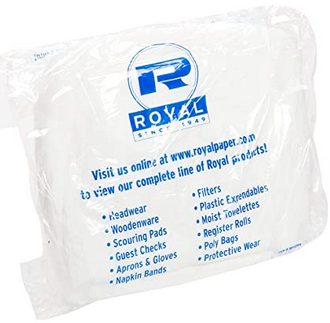 R
ROYAL
SINCE 1949
Visit us online at www.royalpaper.com
to view our complete line of Royal products!
• Headwear
• Woodenware
• Scouring Pads
• Guest Checks
• Aprons & Gloves
• Napkin Bands
• Filters
• Plastic Expendables
• Moist Towelettes
• Register Rolls
• Poly Bags
• Protective Wear